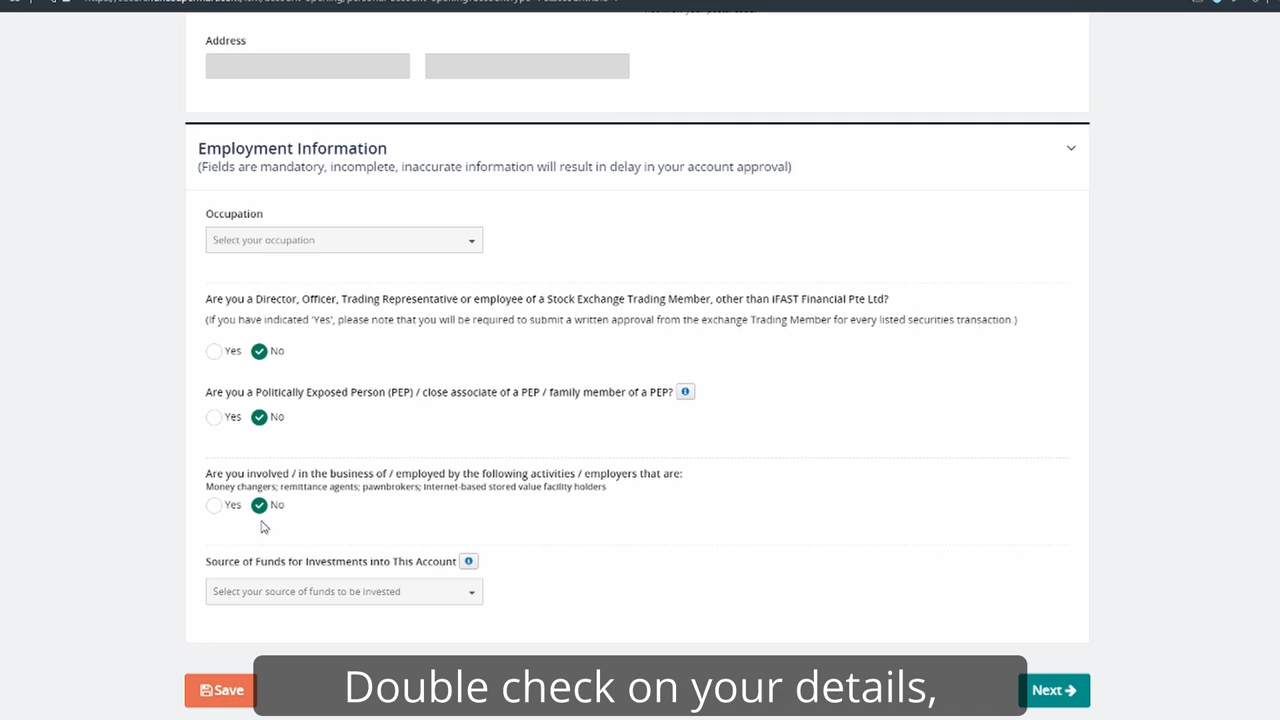 Address
Employment Information
(Fields are mandatory, incomplete, inaccurate information will result in delay in your account approval)
Occupation
Select your occupation
Are you a Director, Officer, Trading Representative or employee of a Stock Exchange Trading Member, other than iFAST Financial Pte Ltd?
(If you have indicated 'Yes', please note that you will be required to submit a written approval from the exchange Trading Member for every listed securities transaction.)
Yes No
Are you a Politically Exposed Person (PEP) / close associate of a PEP / family member of a PEP?
Yes No
Are you involved / in the business of / employed by the following activities / employers that are:
Money changers; remittance agents; pawnbrokers; Internet-based stored value facility holders
Yes No
Source of Funds for Investments into This Account
Select your source of funds to be invested
Save
Double check on your details,
Next